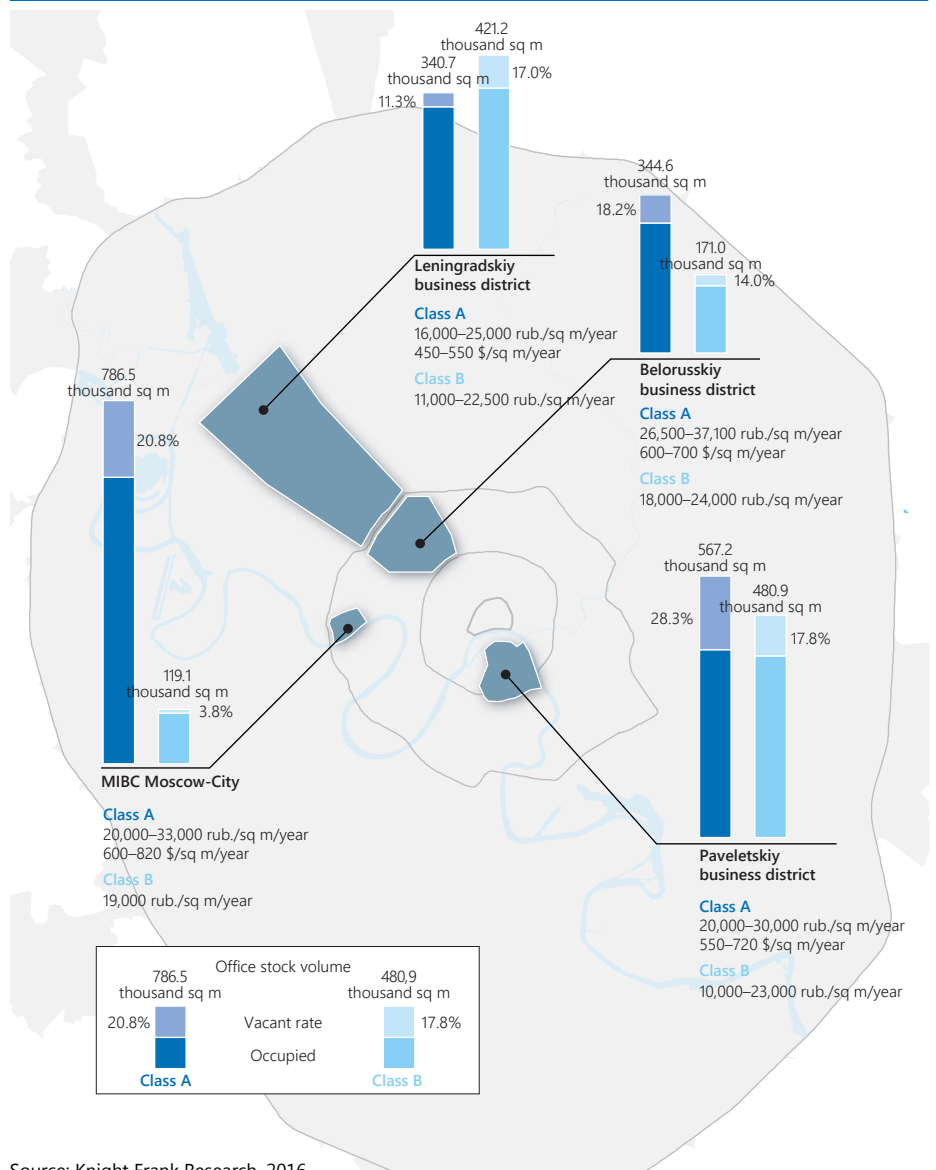 421.2
thousand sq m
17.0%
340.7
thousand sq m
11.3%
Leningradskiy
business district
Class A
16,000–25,000 rub./sq m/year
450–550 $/sq m/year
Class B
11,000–22,500 rub./sq m/year
344.6
thousand sq m
18.2%
171.0
thousand sq m
14.0%
Belorusskiy
business district
Class A
26,500–37,100 rub./sq m/year
600–700 $/sq m/year
Class B
18,000–24,000 rub./sq m/year
786.5
thousand sq m
20.8%
119.1
thousand sq m
3.8%
MIBC Moscow-City
Class A
20,000–33,000 rub./sq m/year
600–820 $/sq m/year
Class B
19,000 rub./sq m/year
567.2
thousand sq m
28.3%
480.9
thousand sq m
17.8%
Paveletskiy
business district
Class A
20,000–30,000 rub./sq m/year
550–720 $/sq m/year
Class B
10,000–23,000 rub./sq m/year
Office stock volume
786.5
thousand sq m
480,9
thousand sq m
20.8%
Vacant rate
17.8%
Occupied
Class A
Class B
Source: Knight Frank Research, 2016